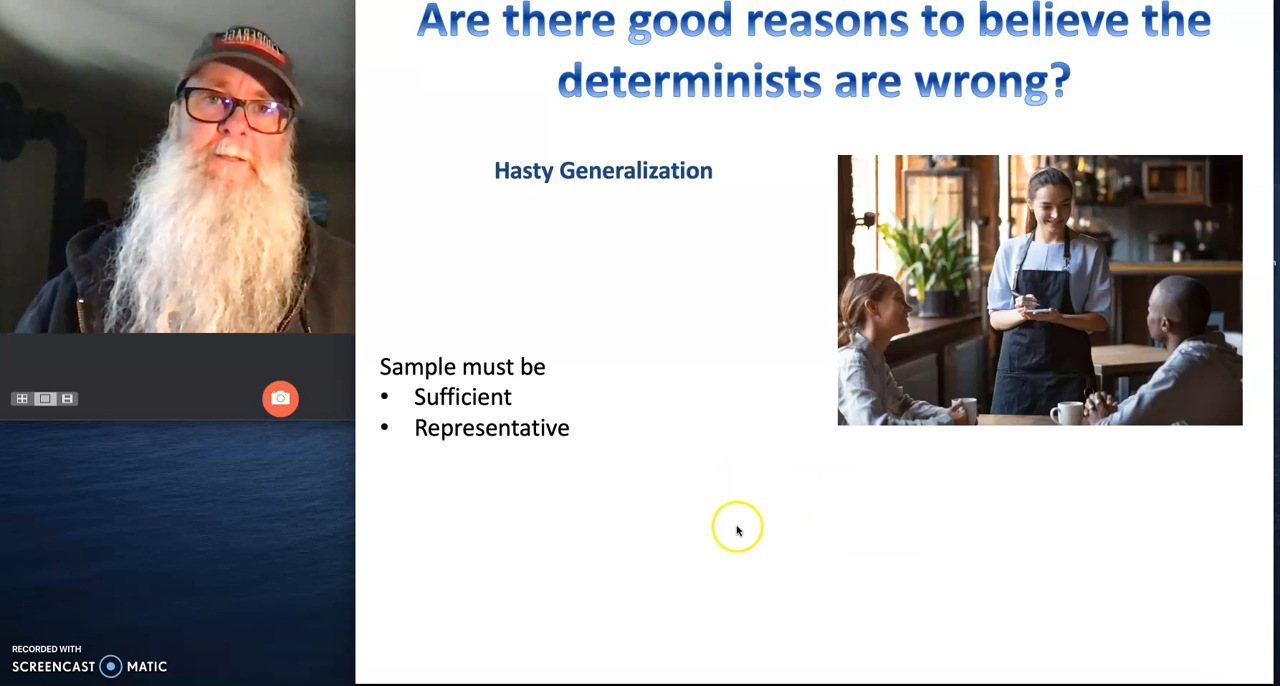 Are there good reasons to believe the
determinists are wrong?
Hasty Generalization
Sample must be
• Sufficient
• Representative
RECORDED WITH
SCREENCAST MATIC